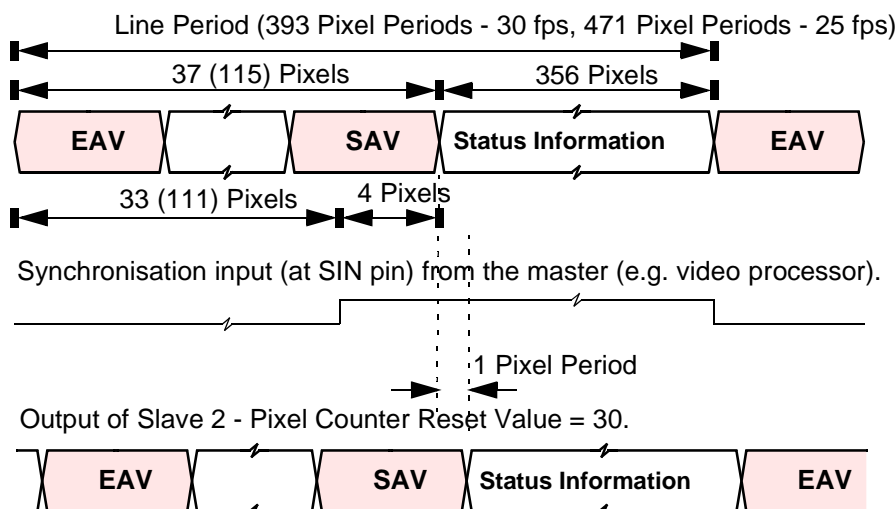 Line Period (393 Pixel Periods - 30 fps, 471 Pixel Periods - 25 fps)
37 (115) Pixels 356 Pixels
EAV SAV Status Information EAV
33 (111) Pixels 4 Pixels
Synchronisation input (at SIN pin) from the master (e.g. video processor).
1 Pixel Period
Output of Slave 2 - Pixel Counter Reset Value = 30.
EAV SAV Status Information EAV